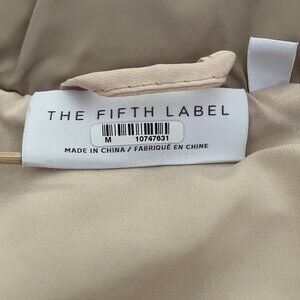 THE FIFTH LABEL
M 10747631
MADE IN CHINA / FABRIQUÉ EN CHINE